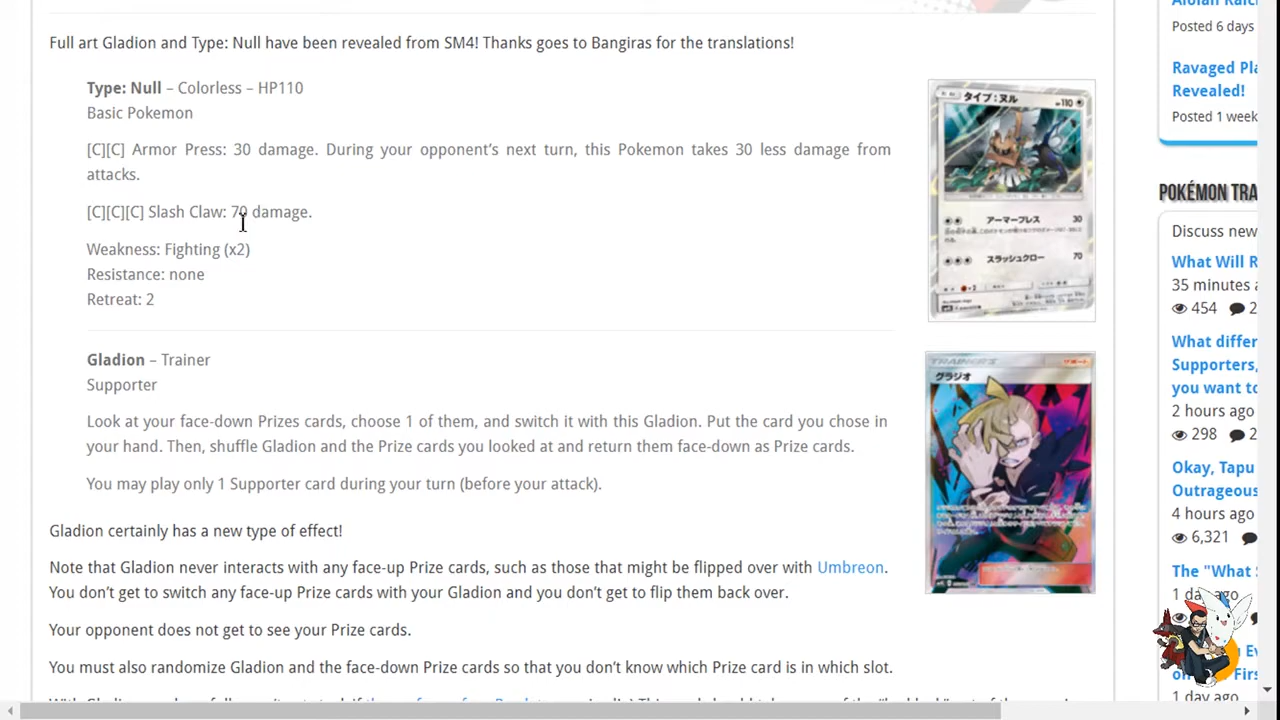 Full art Gladion and Type: Null have been revealed from SM4! Thanks goes to Bangiras for the translations!
Type: Null – Colorless – HP110
Basic Pokemon
[C][C] Armor Press: 30 damage. During your opponent’s next turn, this Pokemon takes 30 less damage from
attacks.
[C][C][C] Slash Claw: 70 damage.
Weakness: Fighting (x2)
Resistance: none
Retreat: 2
タイプ：ヌル
110
アーマープレス 30
スラッシュクロー 70
Gladion – Trainer
Supporter
Look at your face-down Prizes cards, choose 1 of them, and switch it with this Gladion. Put the card you chose in
your hand. Then, shuffle Gladion and the Prize cards you looked at and return them face-down as Prize cards.
You may play only 1 Supporter card during your turn (before your attack).
TRAINERS
グラジオ
Gladion certainly has a new type of effect!
Note that Gladion never interacts with any face-up Prize cards, such as those that might be flipped over with Umbreon.
You don’t get to switch any face-up Prize cards with your Gladion and you don’t get to flip them back over.
Your opponent does not get to see your Prize cards.
You must also randomize Gladion and the face-down Prize cards so that you don’t know which Prize card is in which slot.
Posted 6 days
Ravaged Pla
Revealed!
Posted 1 week
POKÉMON TRA
Discuss new
What Will R
35 minutes a
454 2
What differ
Supporters,
you want to
2 hours ago
298 2
Okay, Tapu
Outrageous
4 hours ago
6,321
The "What S
1 day ago
1 day ago